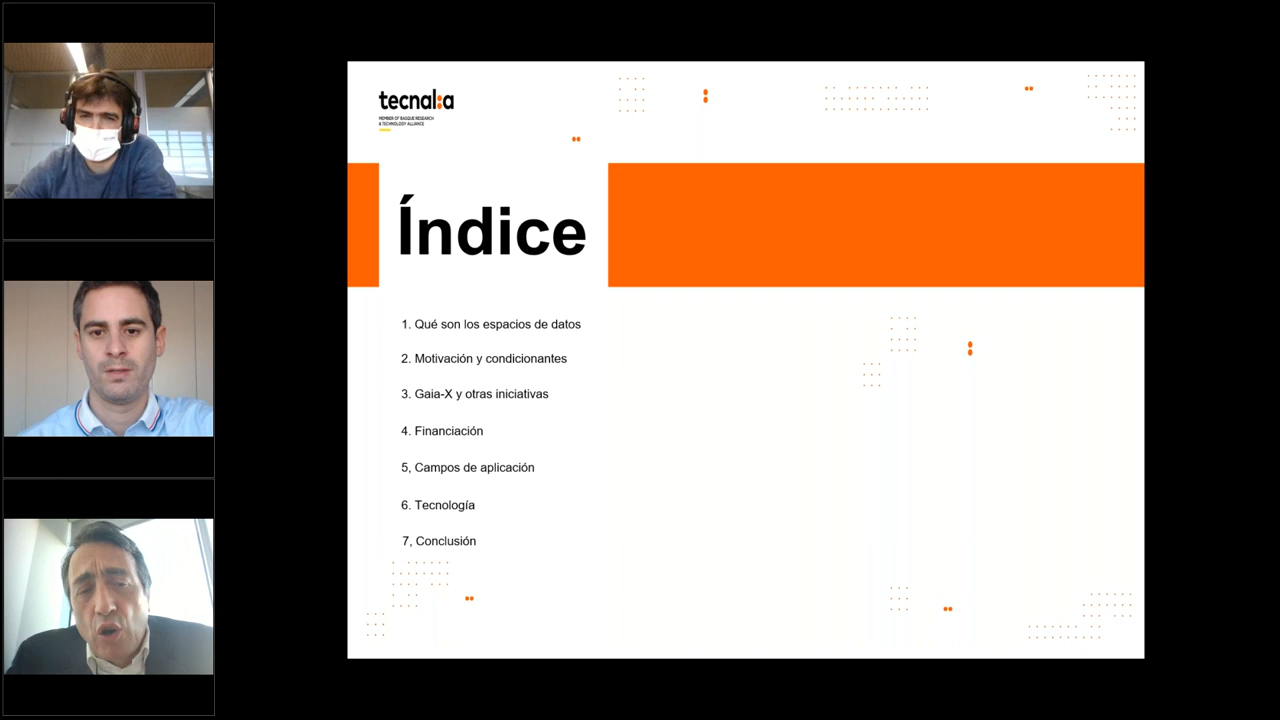 tecnal:a
MEMBER OF BASQUE RESEARCH
& TECHNOLOGY ALLIANCE
Índice
1. Qué son los espacios de datos
2. Motivación y condicionantes
3. Gaia-X y otras iniciativas
4. Financiación
5, Campos de aplicación
6. Tecnología
7, Conclusión